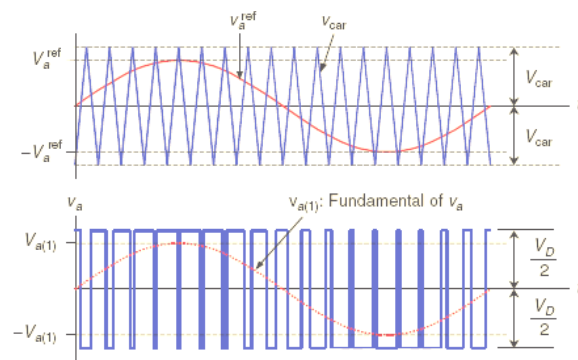 v_a^ref
v_car
V_a^ref
V_car
V_car
-V_a^ref
v_a
v_a(1): Fundamental of v_a
V_a(1)
V_D
2
-V_a(1)
V_D
2